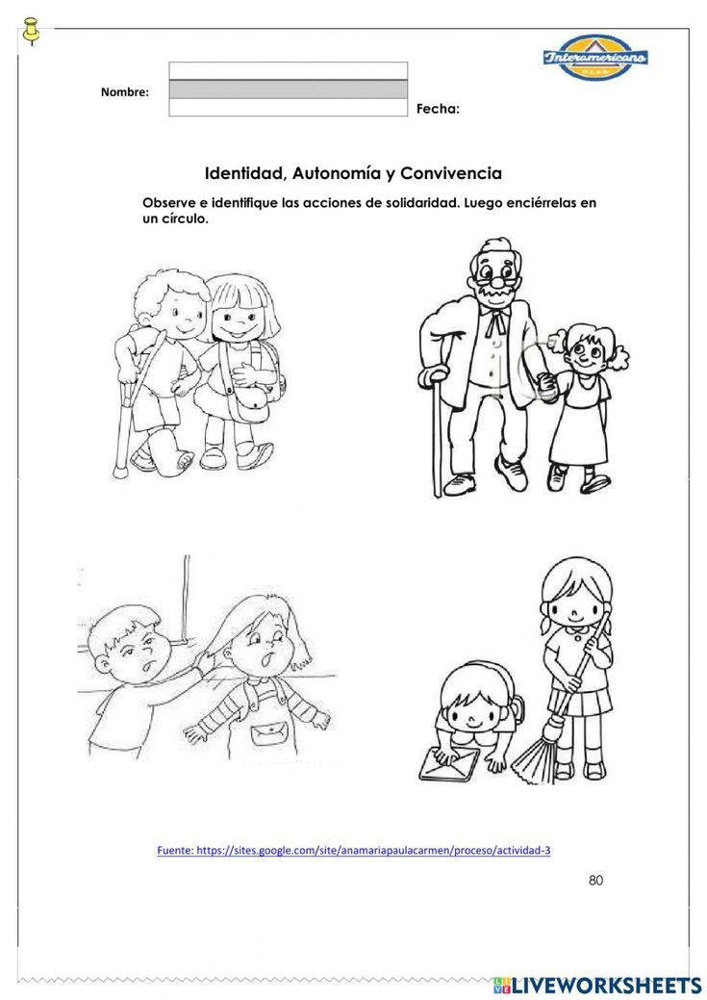 Interamericano
Nombre:
Fecha:
Identidad, Autonomía y Convivencia
Observe e identifique las acciones de solidaridad. Luego enciérrelas en
un círculo.
Fuente: https://sites.google.com/site/anamariapaulacarmen/proceso/actividad-3
80
LIVE LIVEWORKSHEETS